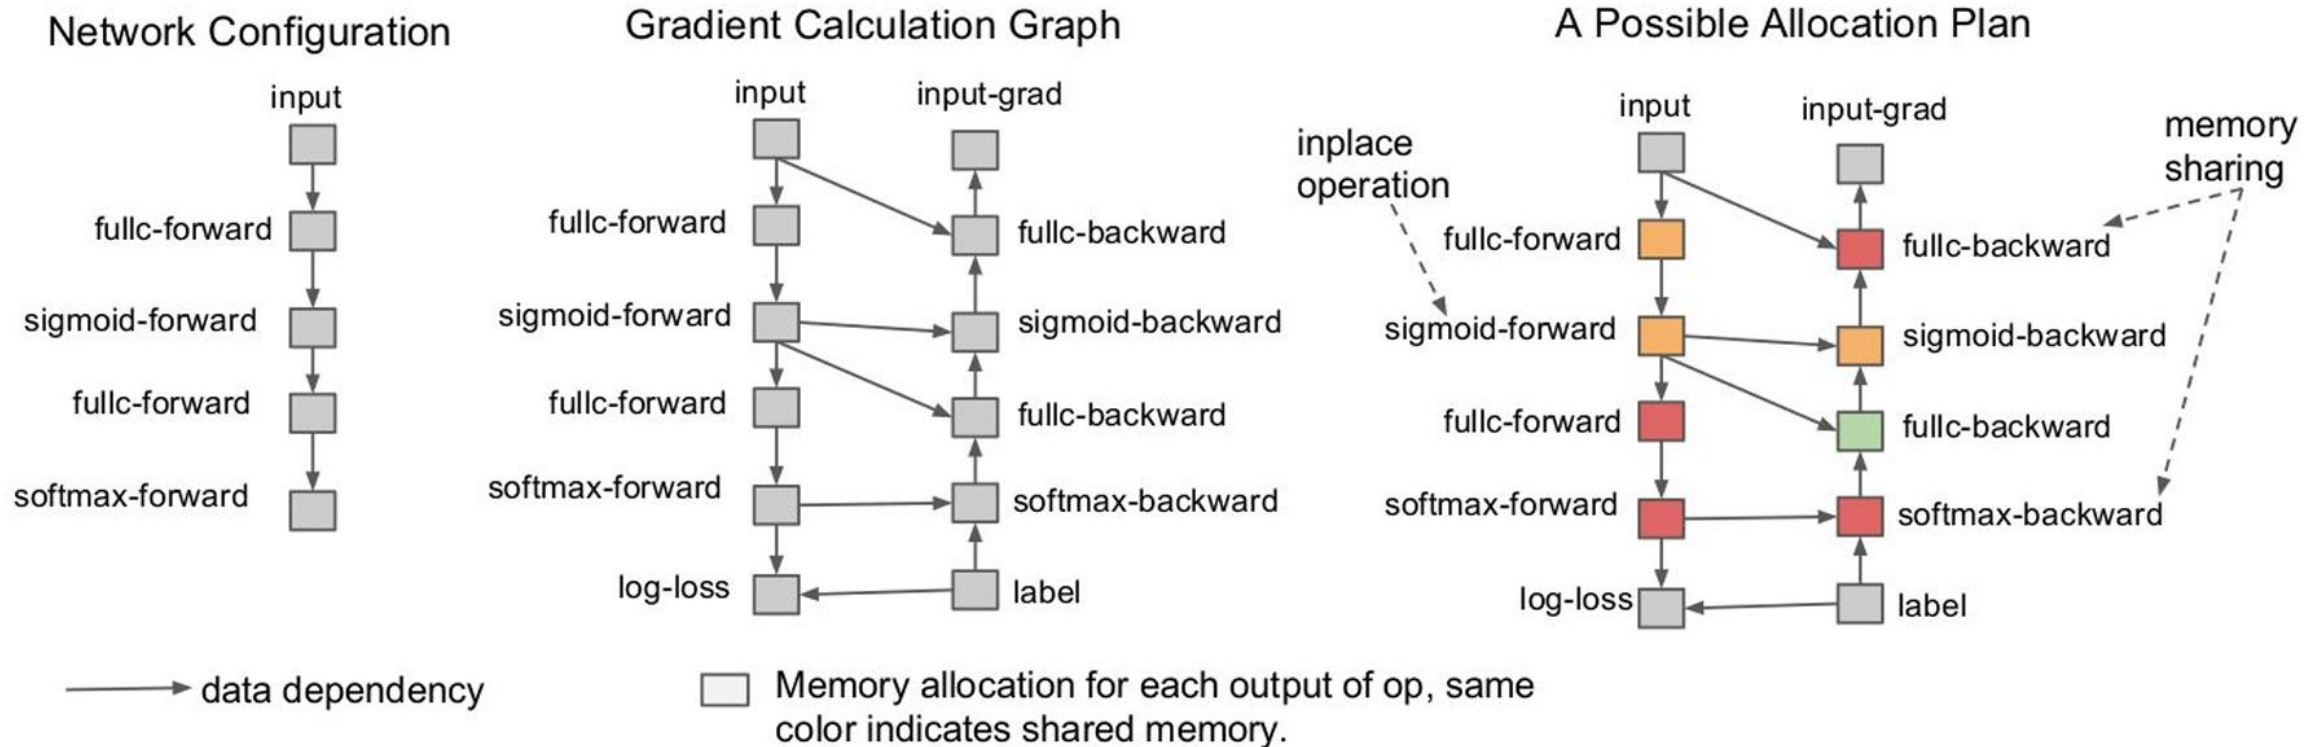 Network Configuration
input
fullc-forward
sigmoid-forward
fullc-forward
softmax-forward
Gradient Calculation Graph
input
input-grad
fullc-forward
fullc-backward
sigmoid-forward
sigmoid-backward
fullc-forward
fullc-backward
softmax-forward
softmax-backward
log-loss
label
A Possible Allocation Plan
input
input-grad
inplace
operation
memory
sharing
fullc-forward
fullc-backward
sigmoid-forward
sigmoid-backward
fullc-forward
fullc-backward
softmax-forward
softmax-backward
log-loss
label
data dependency
Memory allocation for each output of op, same
color indicates shared memory.